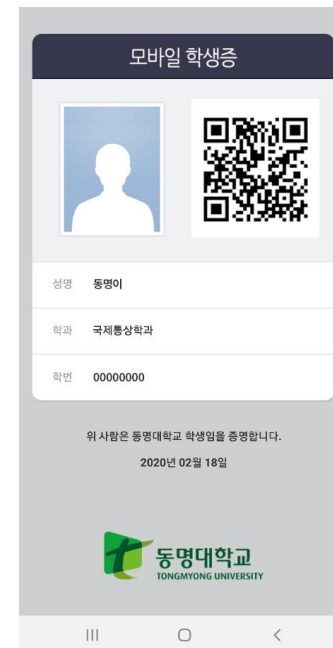 모바일 학생증
성명 동명이
학과 국제통상학과
학번 00000000
위 사람은 동명대학교 학생임을 증명합니다.
2020년 02월 18일
동명대학교
TONGMYONG UNIVERSITY